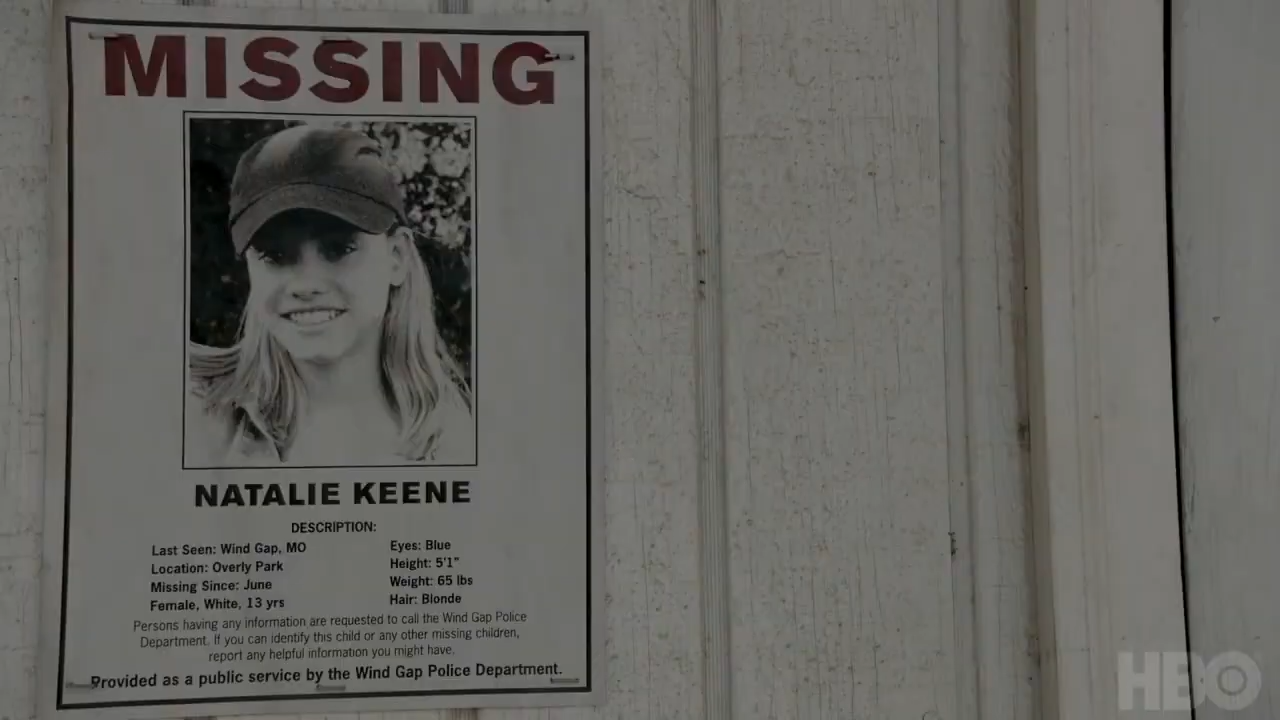 MISSING
NATALIE KEENE
DESCRIPTION:
Last Seen: Wind Gap, MO
Location: Overly Park
Missing Since: June
Female, White, 13 yrs
Eyes: Blue
Height: 5'1"
Weight: 65 lbs
Hair: Blonde
Persons having any information are requested to call the Wind Gap Police
Department. If you can identify this child or any other missing children,
report any helpful information you might have.
Provided as a public service by the Wind Gap Police Department.
HBO